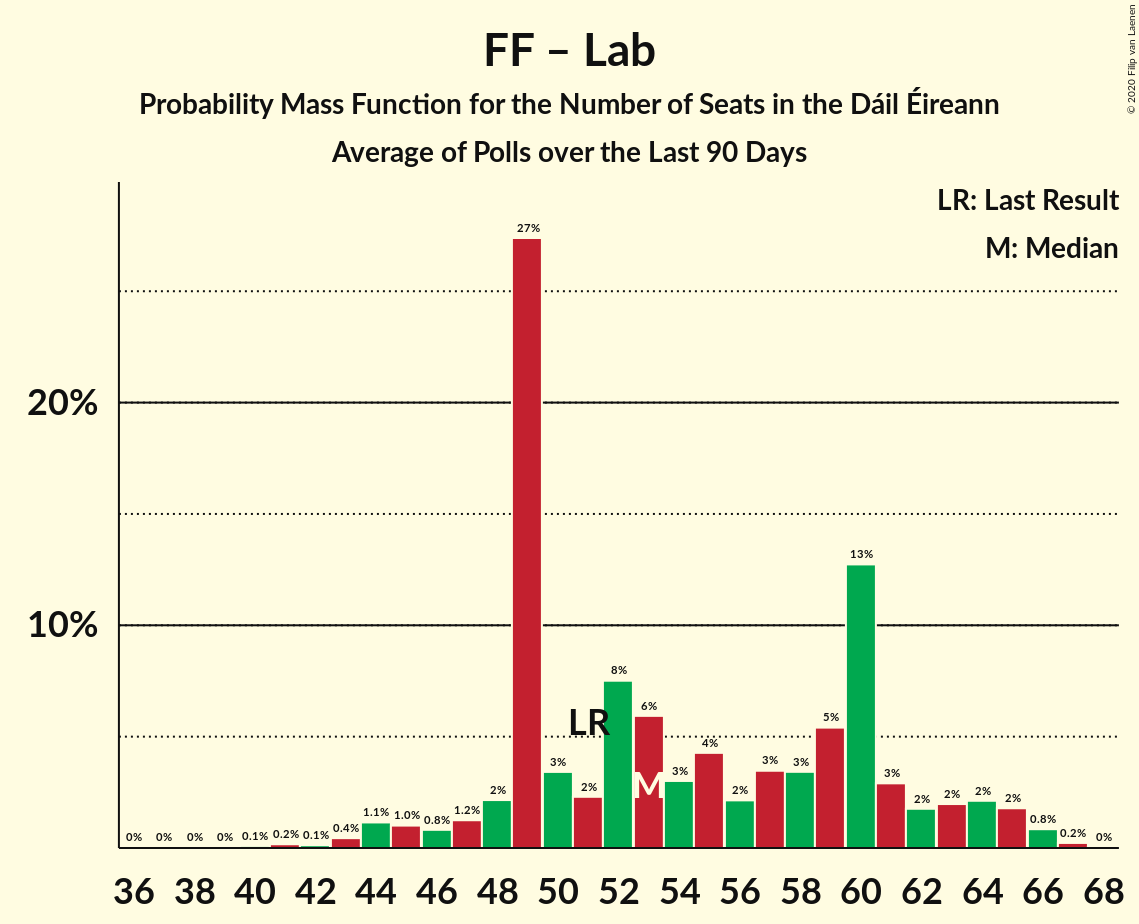 FF – Lab
Probability Mass Function for the Number of Seats in the Dáil Éireann
Average of Polls over the Last 90 Days
© 2020 Filip van Laenen
LR: Last Result
M: Median
20%
10%
0% 0% 0% 0% 0.1% 0.2% 0.1% 0.4% 1.1% 1.0% 0.8% 1.2% 2% 27% 3% 2% 8% 6% 3% 4% 2% 3% 3% 5% 13% 3% 2% 2% 2% 2% 0.8% 0.2% 0%
LR
M
36 38 40 42 44 46 48 50 52 54 56 58 60 62 64 66 68